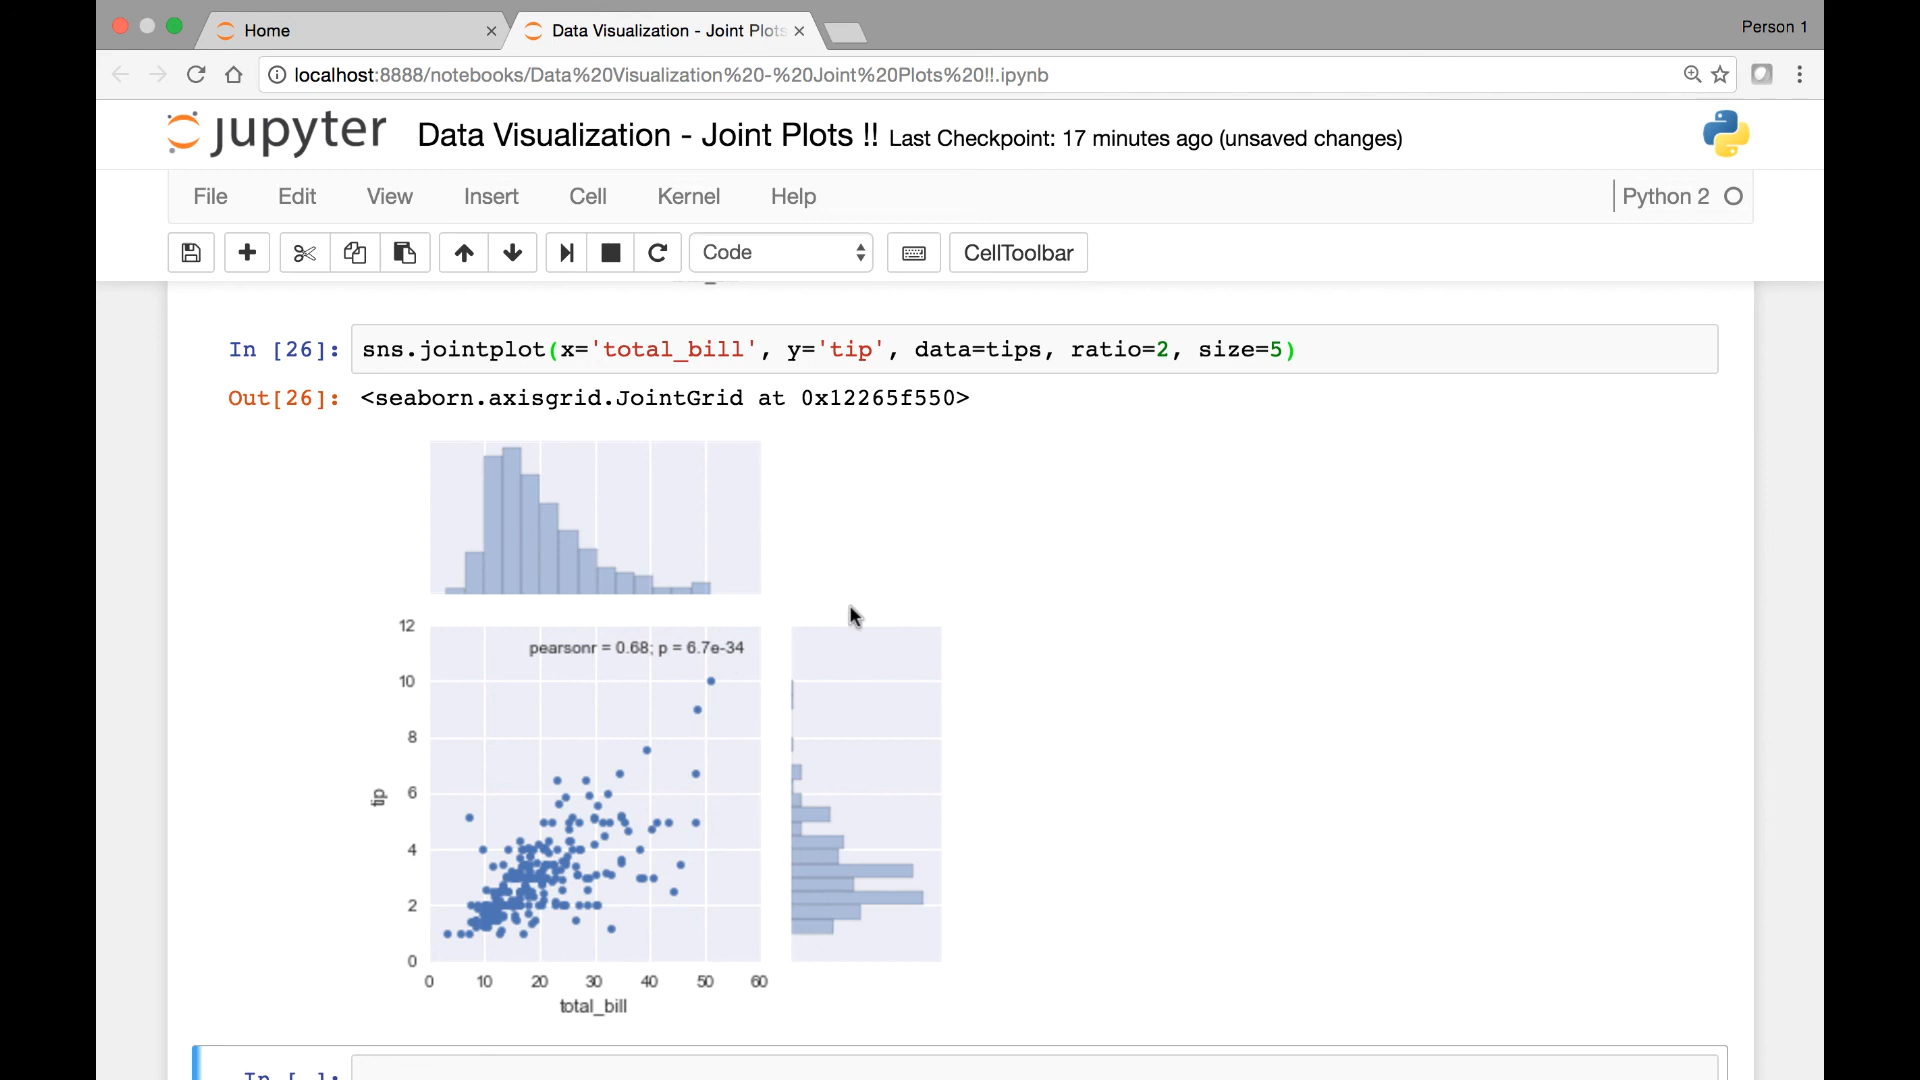 Home
Data Visualization - Joint Plots
Person 1
localhost:8888/notebooks/Data%20Visualization%20-%20Joint%20Plots%20!!.ipynb
jupyter
Data Visualization - Joint Plots !! Last Checkpoint: 17 minutes ago (unsaved changes)
File Edit View Insert Cell Kernel Help
Python 2
Code
CellToolbar
In [26]: sns.jointplot(x='total_bill', y='tip', data=tips, ratio=2, size=5)
Out[26]: <seaborn.axisgrid.JointGrid at 0x12265f550>
12
pearsonr = 0.68; p = 6.7e-34
10
8
tip
6
4
2
0
0 10 20 30 40 50 60
total_bill
In [ ]: